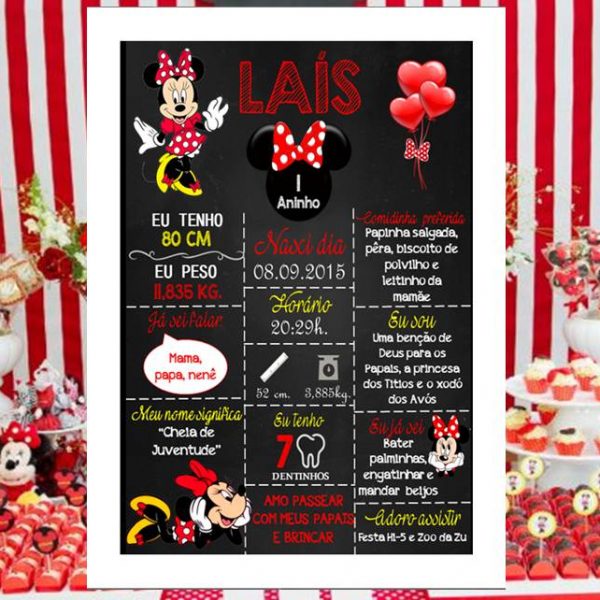 LAÍS
1
Aninho
EU TENHO
80 CM
EU PESO
11,835 KG.
Já sei falar
Mama,
papa, nenê
Meu nome significa
"Cheia de
Juventude"
Nasci dia
08.09.2015
Horário
20:29h.
52 cm.
3,885kg.
Eu Tenho
7
DENTINHOS
AMO PASSEAR
COM MEUS PAPAIS
E BRINCAR
Comidinha preferida
Papinha salgada,
pêra, biscoito de
polvilho e
leitinho da
mamãe
Eu sou
Uma benção de
Deus para os
Papais, a princesa
dos Titios e o xodó
dos Avós
Eu já sei
Bater
palminhas,
engatinhar e
mandar beijos
Adoro assistir
Festa Hi-5 e Zoo da Zu